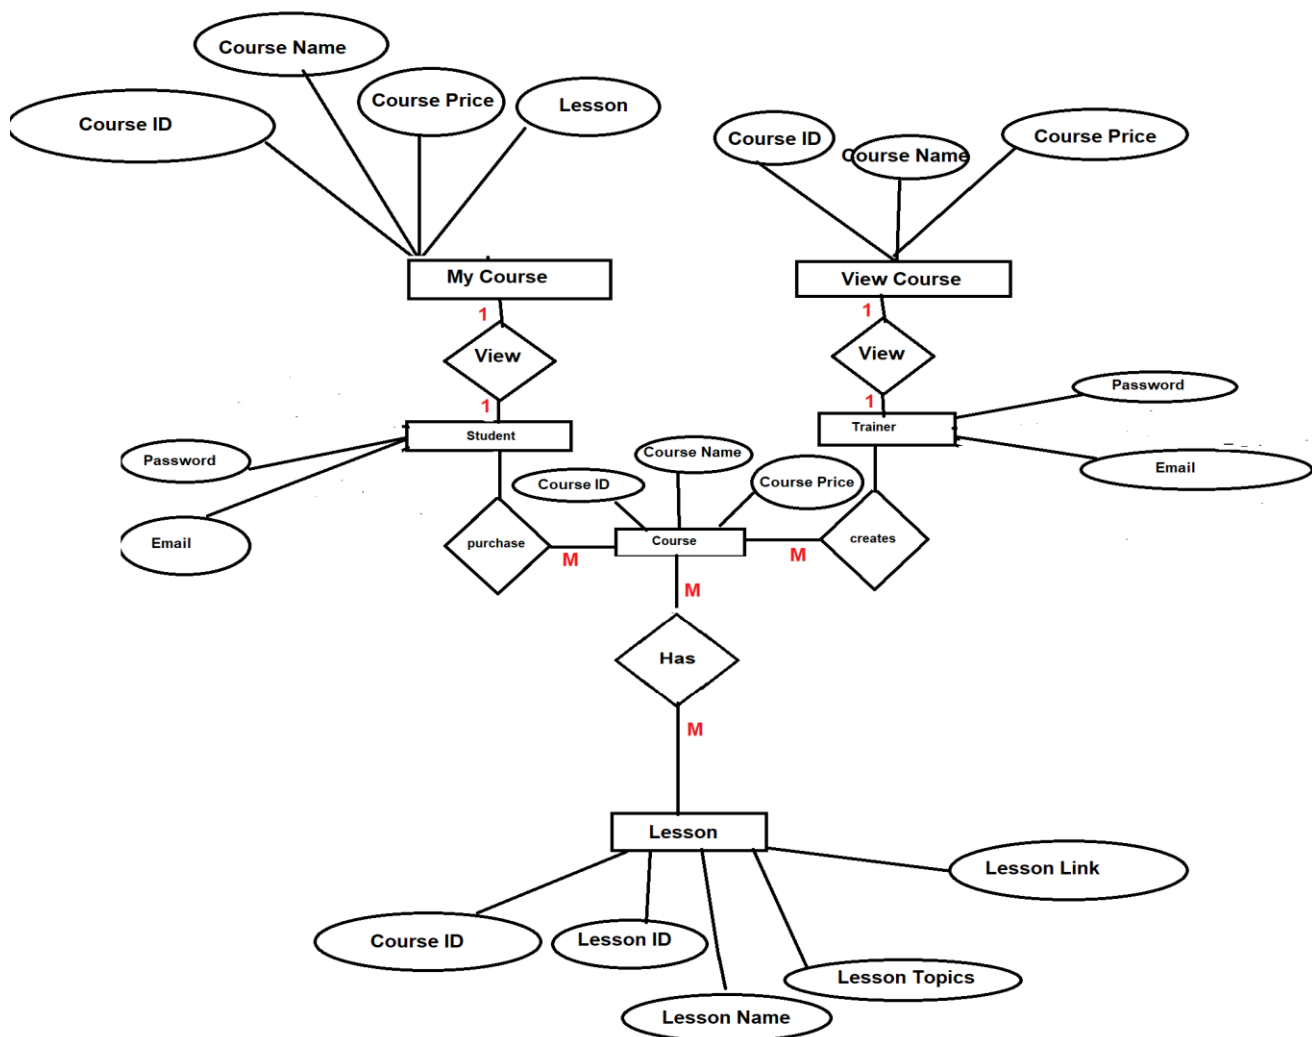 Course Name
Course Price
Lesson
Course ID
Course ID
Course Name
Course Price
My Course
View Course
1
1
View
View
1
1
Student
Trainer
Password
Email
Password
Email
Course Name
Course ID
Course Price
purchase
M
Course
M
creates
M
Has
M
Lesson
Lesson Link
Course ID
Lesson ID
Lesson Topics
Lesson Name